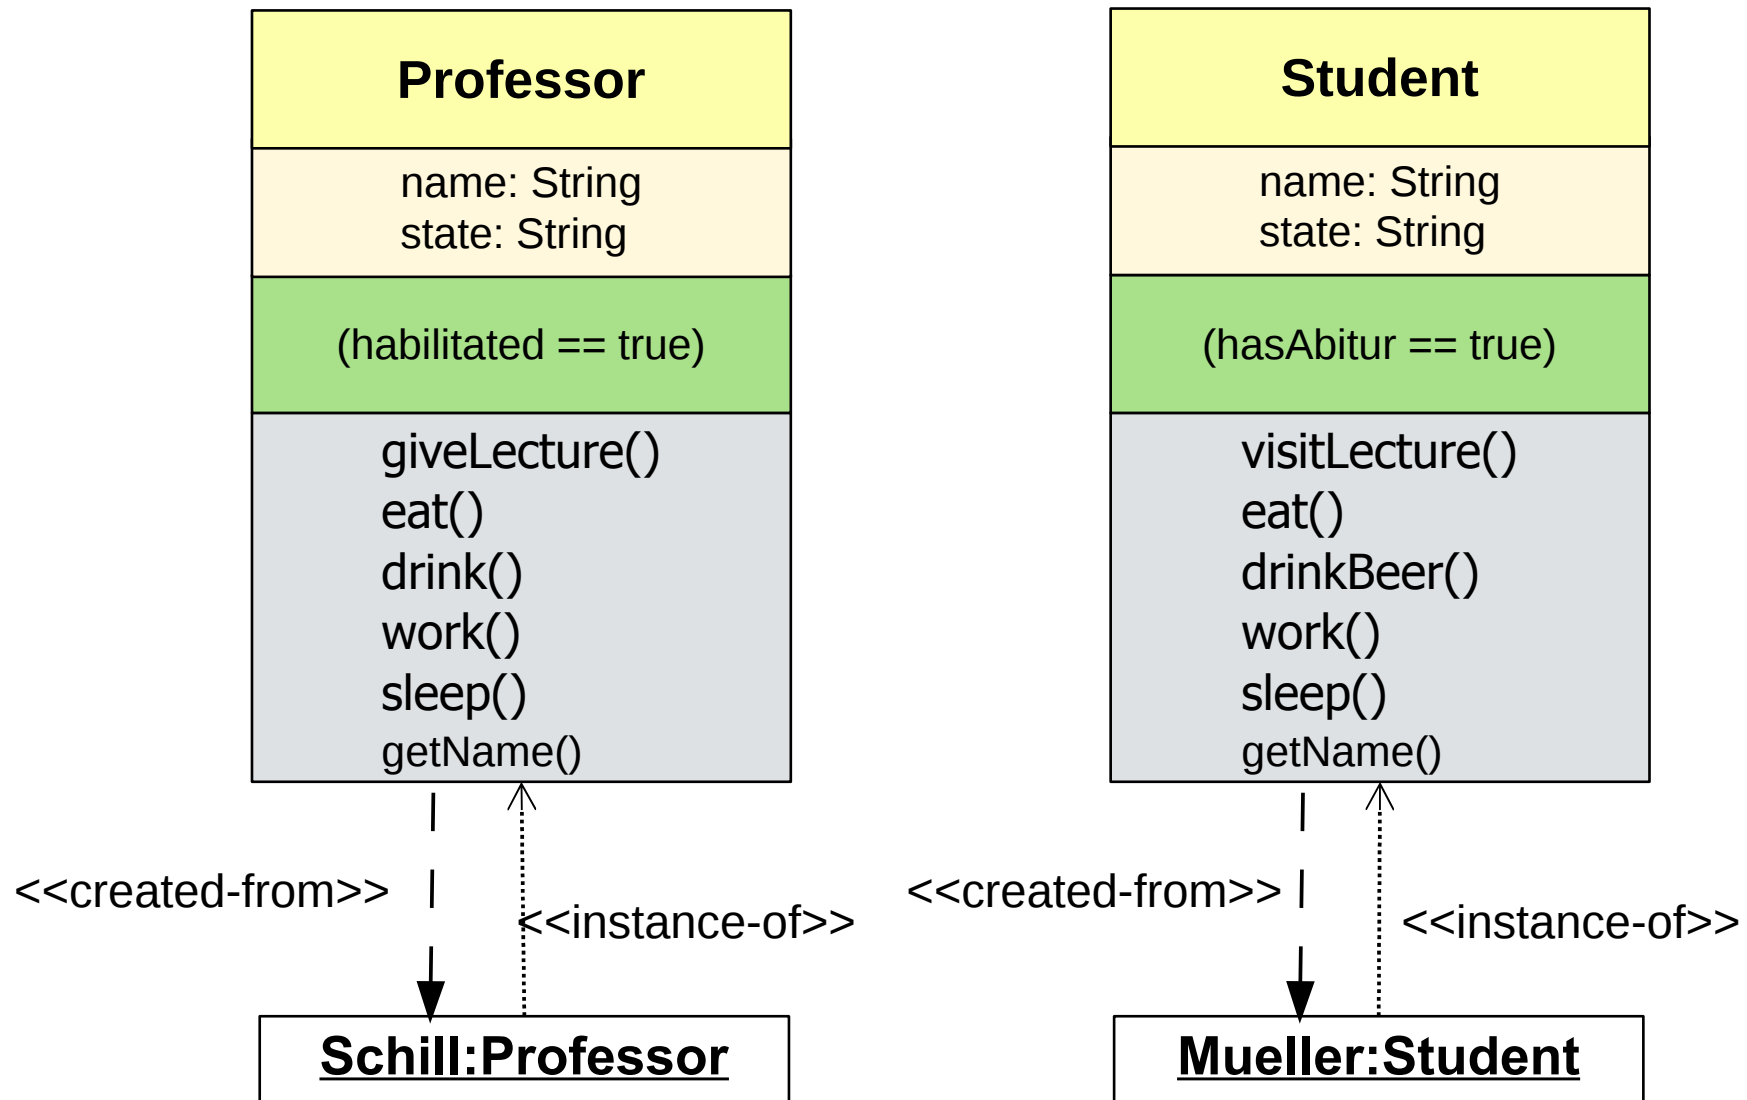 Professor
name: String
state: String
(habilitated == true)
giveLecture()
eat()
drink()
work()
sleep()
getName()
<<created-from>>
<<instance-of>>
Schill:Professor
Student
name: String
state: String
(hasAbitur == true)
visitLecture()
eat()
drinkBeer()
work()
sleep()
getName()
<<created-from>>
<<instance-of>>
Mueller:Student